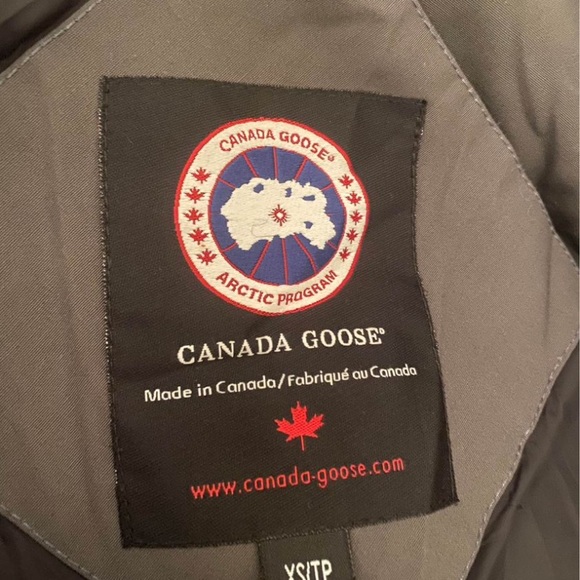 CANADA GOOSE®
ARCTIC PROGRAM
CANADA GOOSE®
Made in Canada/Fabriqué au Canada
www.canada-goose.com
XS/TP